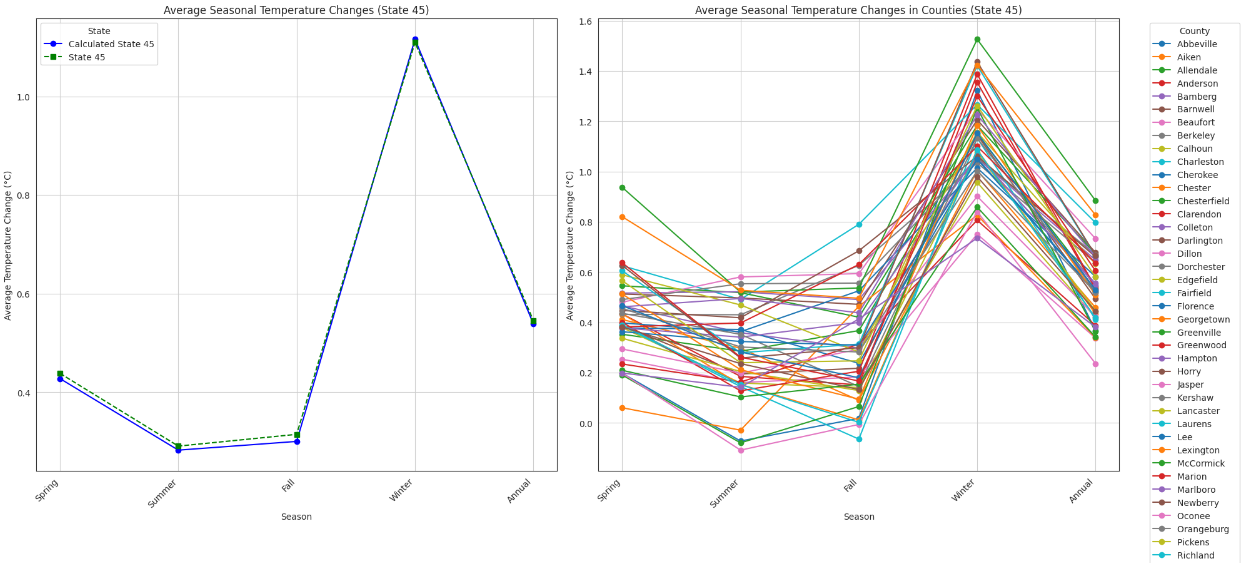 Average Seasonal Temperature Changes (State 45)
State
Calculated State 45
State 45
1.0
0.8
0.6
0.4
Average Temperature Change (°C)
Spring
Summer
Fall
Winter
Annual
Season
Average Seasonal Temperature Changes in Counties (State 45)
1.6
1.4
1.2
1.0
0.8
0.6
0.4
0.2
0.0
Average Temperature Change (°C)
Spring
Summer
Fall
Winter
Annual
Season
County
Abbeville
Aiken
Allendale
Anderson
Bamberg
Barnwell
Beaufort
Berkeley
Calhoun
Charleston
Cherokee
Chester
Chesterfield
Clarendon
Colleton
Darlington
Dillon
Dorchester
Edgefield
Fairfield
Florence
Georgetown
Greenville
Greenwood
Hampton
Horry
Jasper
Kershaw
Lancaster
Laurens
Lee
Lexington
McCormick
Marion
Marlboro
Newberry
Oconee
Orangeburg
Pickens
Richland